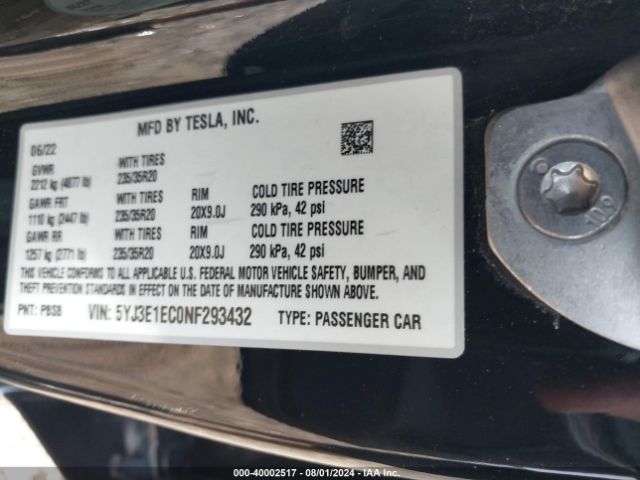 MFD BY TESLA, INC.
06/22
GVWR WITH TIRES
2212 kg (4877 lb) 235/35R20
GAWR FRT WITH TIRES RIM COLD TIRE PRESSURE
1110 kg (2447 lb) 235/35R20 20X9.0J 290 kPa, 42 psi
GAWR RR WITH TIRES RIM COLD TIRE PRESSURE
1257 kg (2771 lb) 235/35R20 20X9.0J 290 kPa, 42 psi
THIS VEHICLE CONFORMS TO ALL APPLICABLE U.S. FEDERAL MOTOR VEHICLE SAFETY, BUMPER, AND
THEFT PREVENTION STANDARDS IN EFFECT ON THE DATE OF MANUFACTURE SHOWN ABOVE.
PNT: PBSB VIN: 5YJ3E1EC0NF293432 TYPE: PASSENGER CAR
10.9
000-40002517 - 08/01/2024 - IAA Inc.